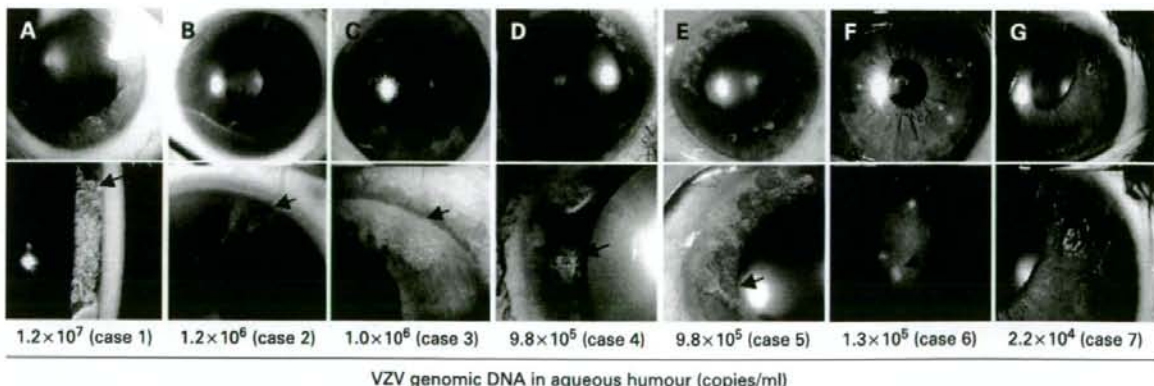 A B C D E F G
1.2×10⁷ (case 1) 1.2×10⁶ (case 2) 1.0×10⁶ (case 3) 9.8×10⁵ (case 4) 9.8×10⁵ (case 5) 1.3×10⁵ (case 6) 2.2×10⁴ (case 7)
VZV genomic DNA in aqueous humour (copies/ml)